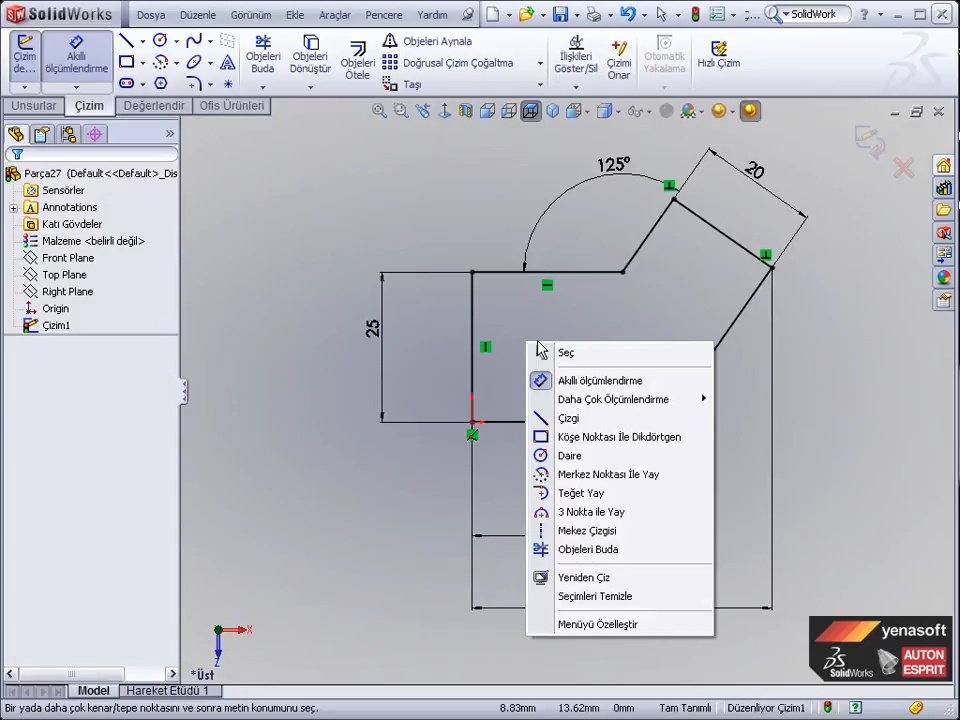 SolidWorks
Dosya Düzenle Görünüm Ekle Araçlar Pencere Yardım
SolidWork
Çizim de...
Akıllı ölçümlendirme
Objeleri Buda
Objeleri Dönüştür
Objeleri Ötele
Objeleri Aynala
Doğrusal Çizim Çoğaltma
Taşı
İlişkileri Göster/Sil
Çizimi Onar
Otomatik Yakalama
Hızlı Çizim
Unsurlar Çizim Değerlendir Ofis Ürünleri
Parça27 (Default<<Default>_Dis
Sensörler
Annotations
Katı Gövdeler
Malzeme <belirli değil>
Front Plane
Top Plane
Right Plane
Origin
Çizim1
125°
20
25
Seç
Akıllı ölçümlendirme
Daha Çok Ölçümlendirme
Çizgi
Köşe Noktası İle Dikdörtgen
Daire
Merkez Noktası İle Yay
Teğet Yay
3 Nokta ile Yay
Mekez Çizgisi
Objeleri Buda
Yeniden Çiz
Seçimleri Temizle
Menüyü Özelleştir
X
Z
*Üst
yenasoft
SolidWorks
AUTON
ESPRIT
Model Hareket Etüdü 1
Bir yada daha çok kenar/tepe noktasını ve sonra metin konumunu seç. 8.83mm 13.62mm 0mm Tam Tanımlı Düzenliyor Çizim1